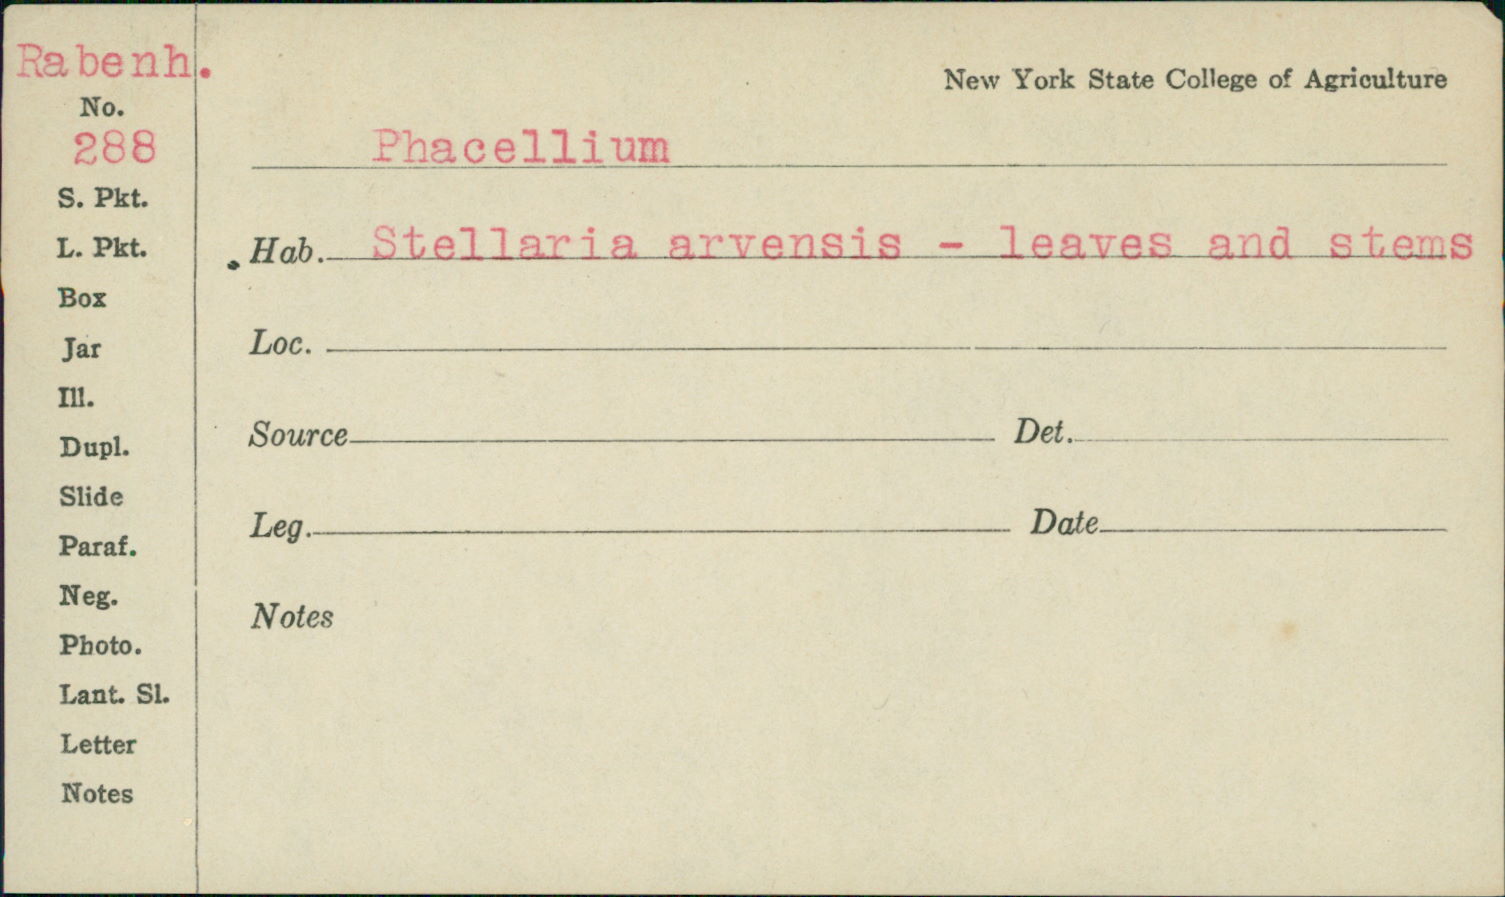 Rabenh.
New York State College of Agriculture
No.
288
Phacellium
S. Pkt.
L. Pkt.
Hab. Stellaria arvensis - leaves and stems
Box
Jar
Loc.
Ill.
Dupl.
Source Det.
Slide
Leg. Date
Paraf.
Neg.
Notes
Photo.
Lant. Sl.
Letter
Notes